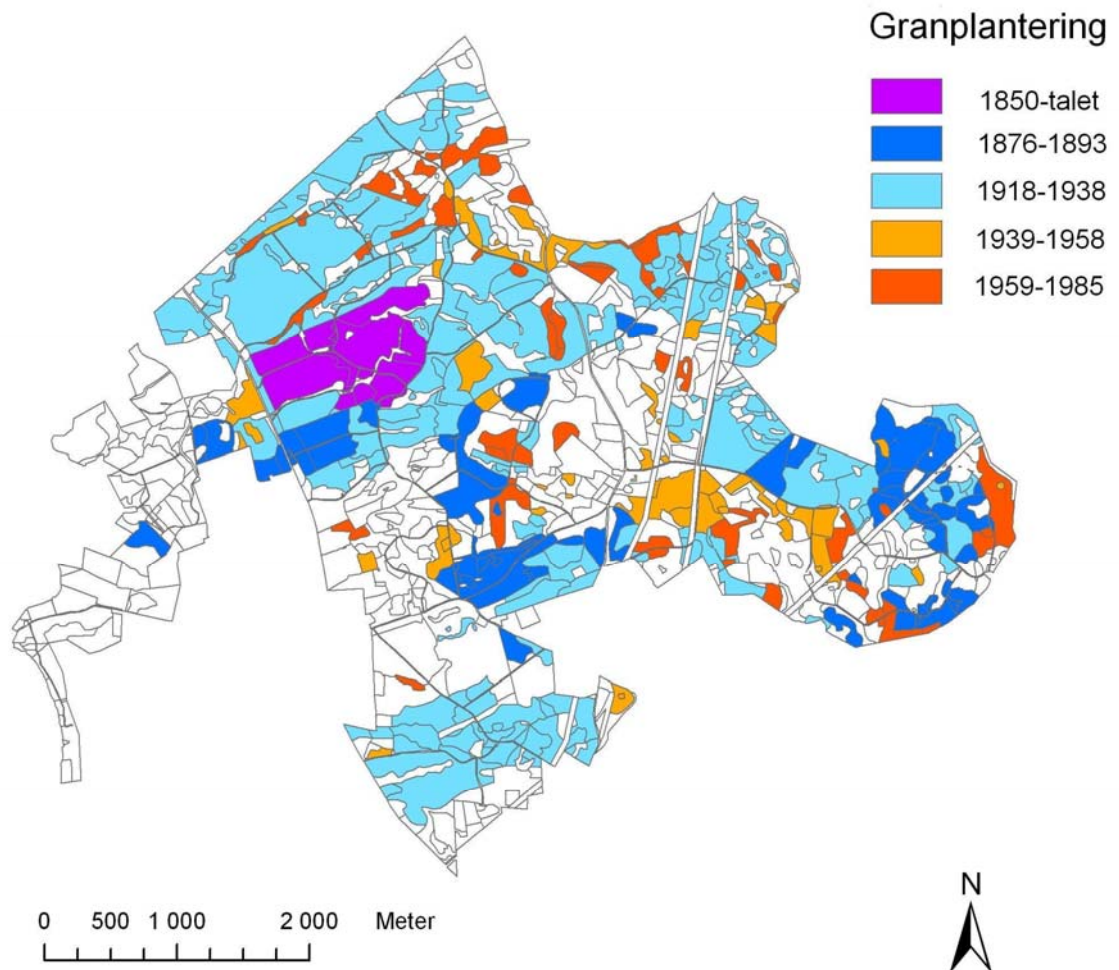 Granplantering
1850-talet
1876-1893
1918-1938
1939-1958
1959-1985
0 500 1 000 2 000 Meter
N